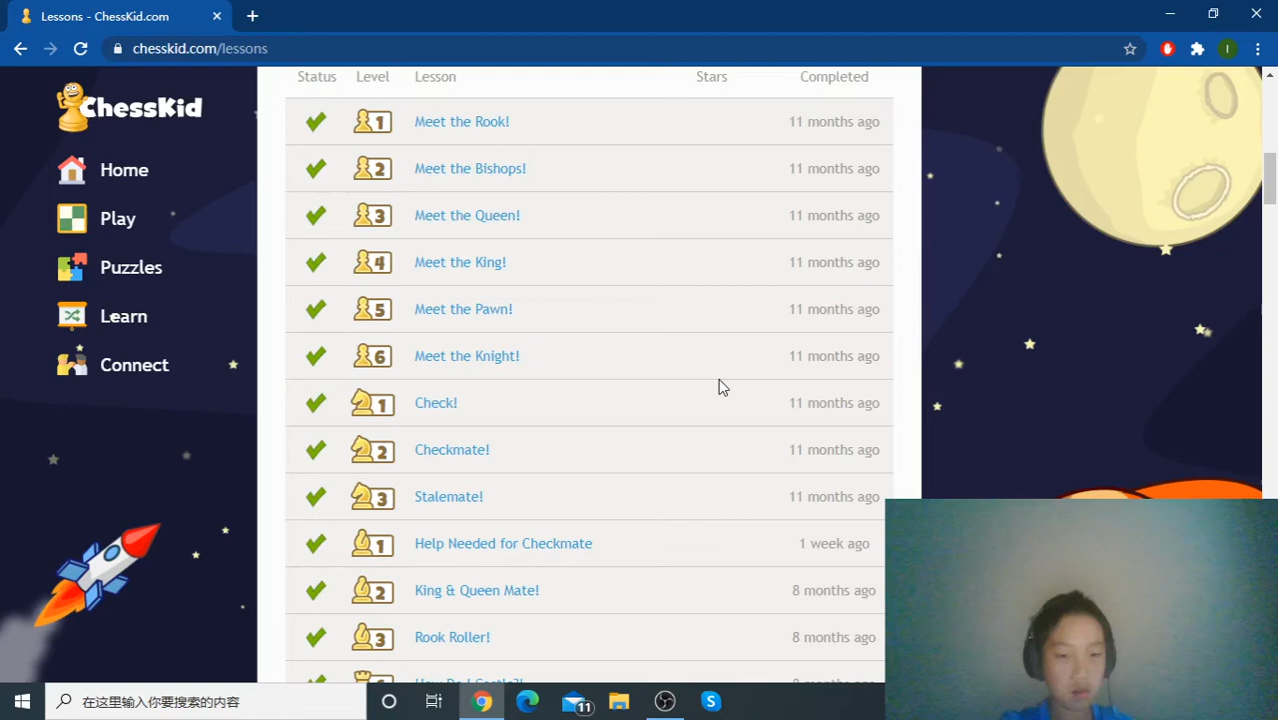 Lessons - ChessKid.com
chesskid.com/lessons
I
ChessKid
Home
Play
Puzzles
Learn
Connect
Status Level Lesson Stars Completed
1 Meet the Rook! 11 months ago
2 Meet the Bishops! 11 months ago
3 Meet the Queen! 11 months ago
4 Meet the King! 11 months ago
5 Meet the Pawn! 11 months ago
6 Meet the Knight! 11 months ago
1 Check! 11 months ago
2 Checkmate! 11 months ago
3 Stalemate! 11 months ago
1 Help Needed for Checkmate 1 week ago
2 King & Queen Mate! 8 months ago
3 Rook Roller! 8 months ago
在这里输入你要搜索的内容
11